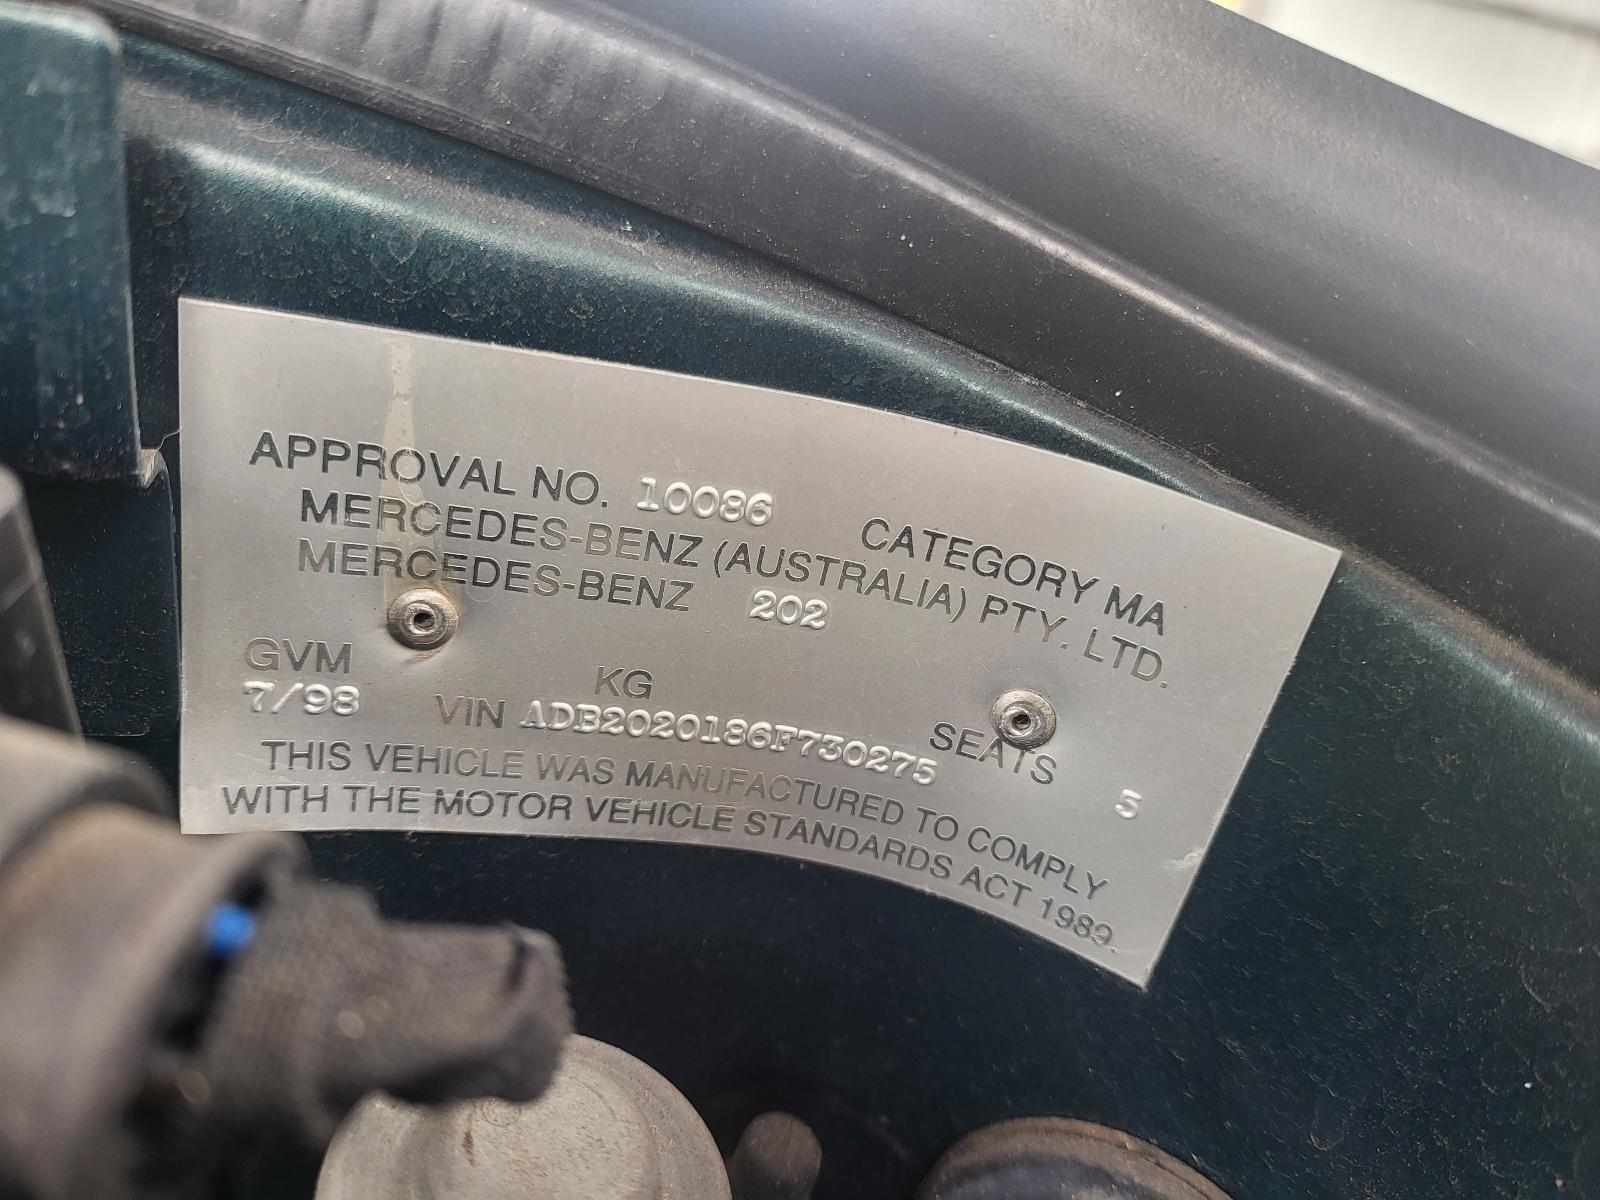 APPROVAL NO. 10086 CATEGORY MA
MERCEDES-BENZ (AUSTRALIA) PTY. LTD.
MERCEDES-BENZ 202
GVM KG SEATS 5
7/98 VIN ADB2020186F730275
THIS VEHICLE WAS MANUFACTURED TO COMPLY
WITH THE MOTOR VEHICLE STANDARDS ACT 1989.